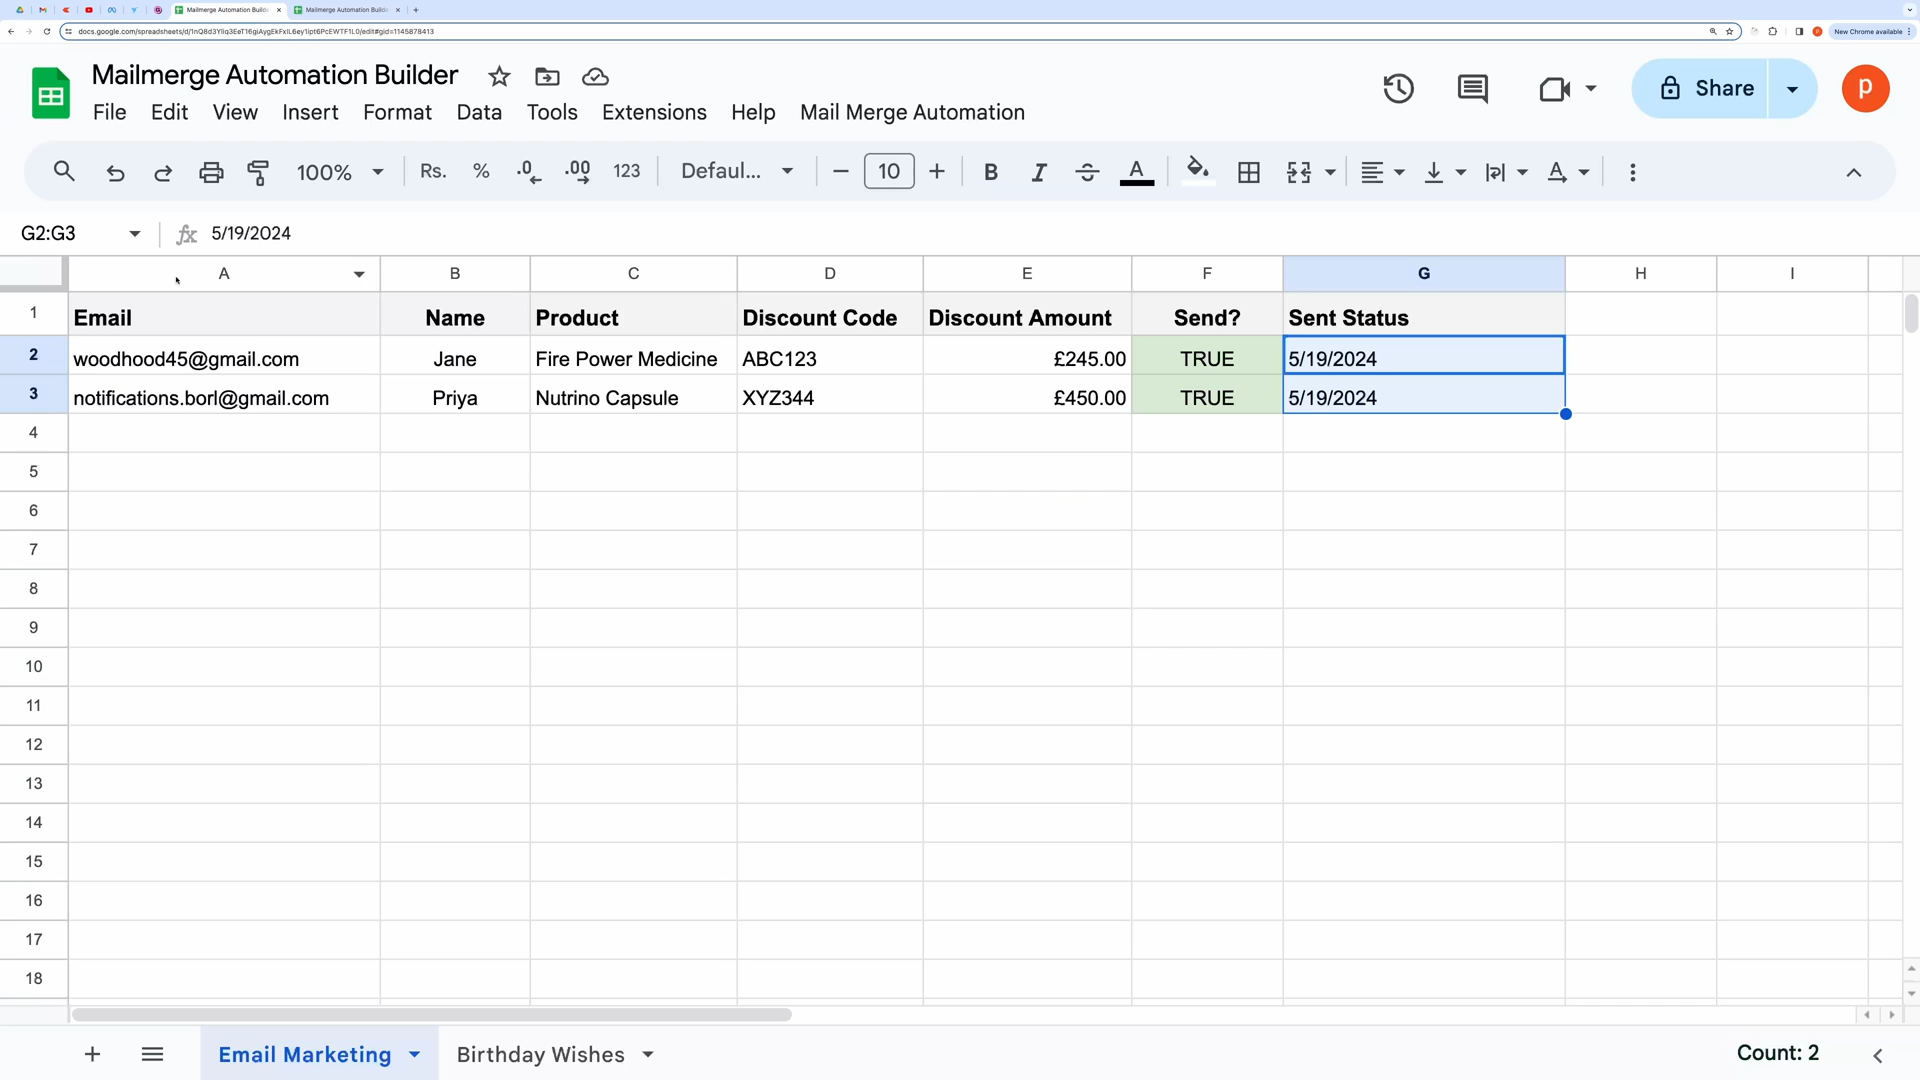 Mailmerge Automation Builde
Mailmerge Automation Builde
docs.google.com/spreadsheets/d/
edit#gid=1145878413
New Chrome available
Mailmerge Automation Builder
File Edit View Insert Format Data Tools Extensions Help Mail Merge Automation
Share
p
100% Rs. % .0 .00 123 Defaul... 10 B I A A
G2:G3 fx 5/19/2024
A B C D E F G H I
1 Email Name Product Discount Code Discount Amount Send? Sent Status
2 woodhood45@gmail.com Jane Fire Power Medicine ABC123 £245.00 TRUE 5/19/2024
3 notifications.borl@gmail.com Priya Nutrino Capsule XYZ344 £450.00 TRUE 5/19/2024
4
5
6
7
8
9
10
11
12
13
14
15
16
17
18
Email Marketing Birthday Wishes Count: 2